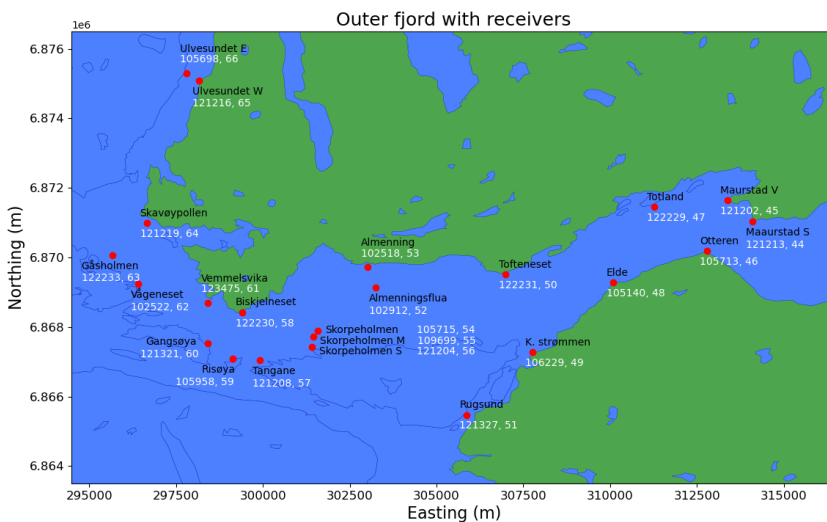 Outer fjord with receivers
1e6
6.876
6.874
6.872
6.870
6.868
6.866
6.864
Northing (m)
Ulvesundet E
105698, 66
Ulvesundet W
121216, 65
Skavøypollen
121219, 64
Gåsholmen
122233, 63
Vågeneset
102522, 62
Vemmelsvika
123475, 61
Biskjelneset
122230, 58
Gangsøya
121321, 60
Risøya
105958, 59
Tangane
121208, 57
Almenning
102518, 53
Almenningsflua
102912, 52
Skorpeholmen 105715, 54
Skorpeholmen M 109699, 55
Skorpeholmen S 121204, 56
Tofteneset
122231, 50
Totland
122229, 47
Maurstad V
121202, 45
Maaurstad S
121213, 44
Otteren
105713, 46
Elde
105140, 48
K. strømmen
106229, 49
Rugsund
121327, 51
295000 297500 300000 302500 305000 307500 310000 312500 315000
Easting (m)